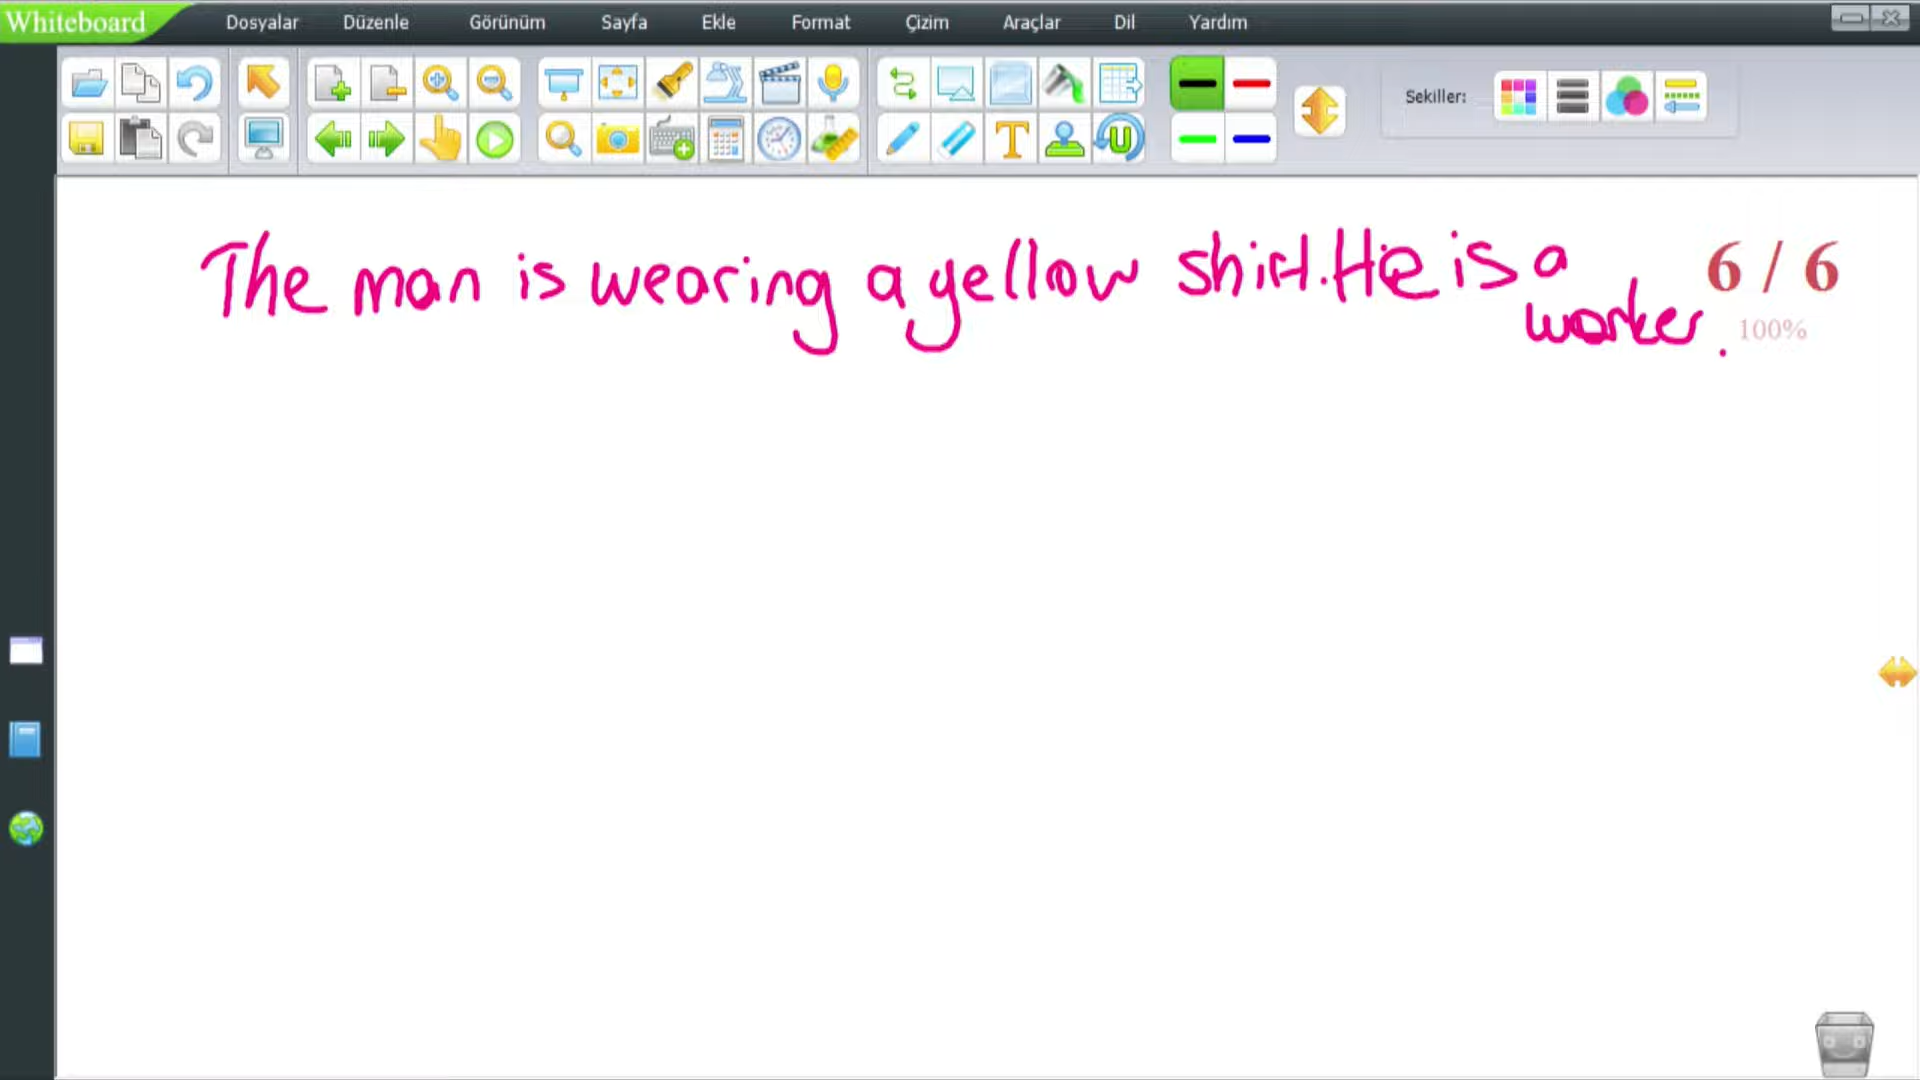 Whiteboard Dosyalar Düzenle Görünüm Sayfa Ekle Format Çizim Araçlar Dil Yardım
Sekiller:
The man is wearing a yellow shirt. He is a
worker.
6 / 6
100%